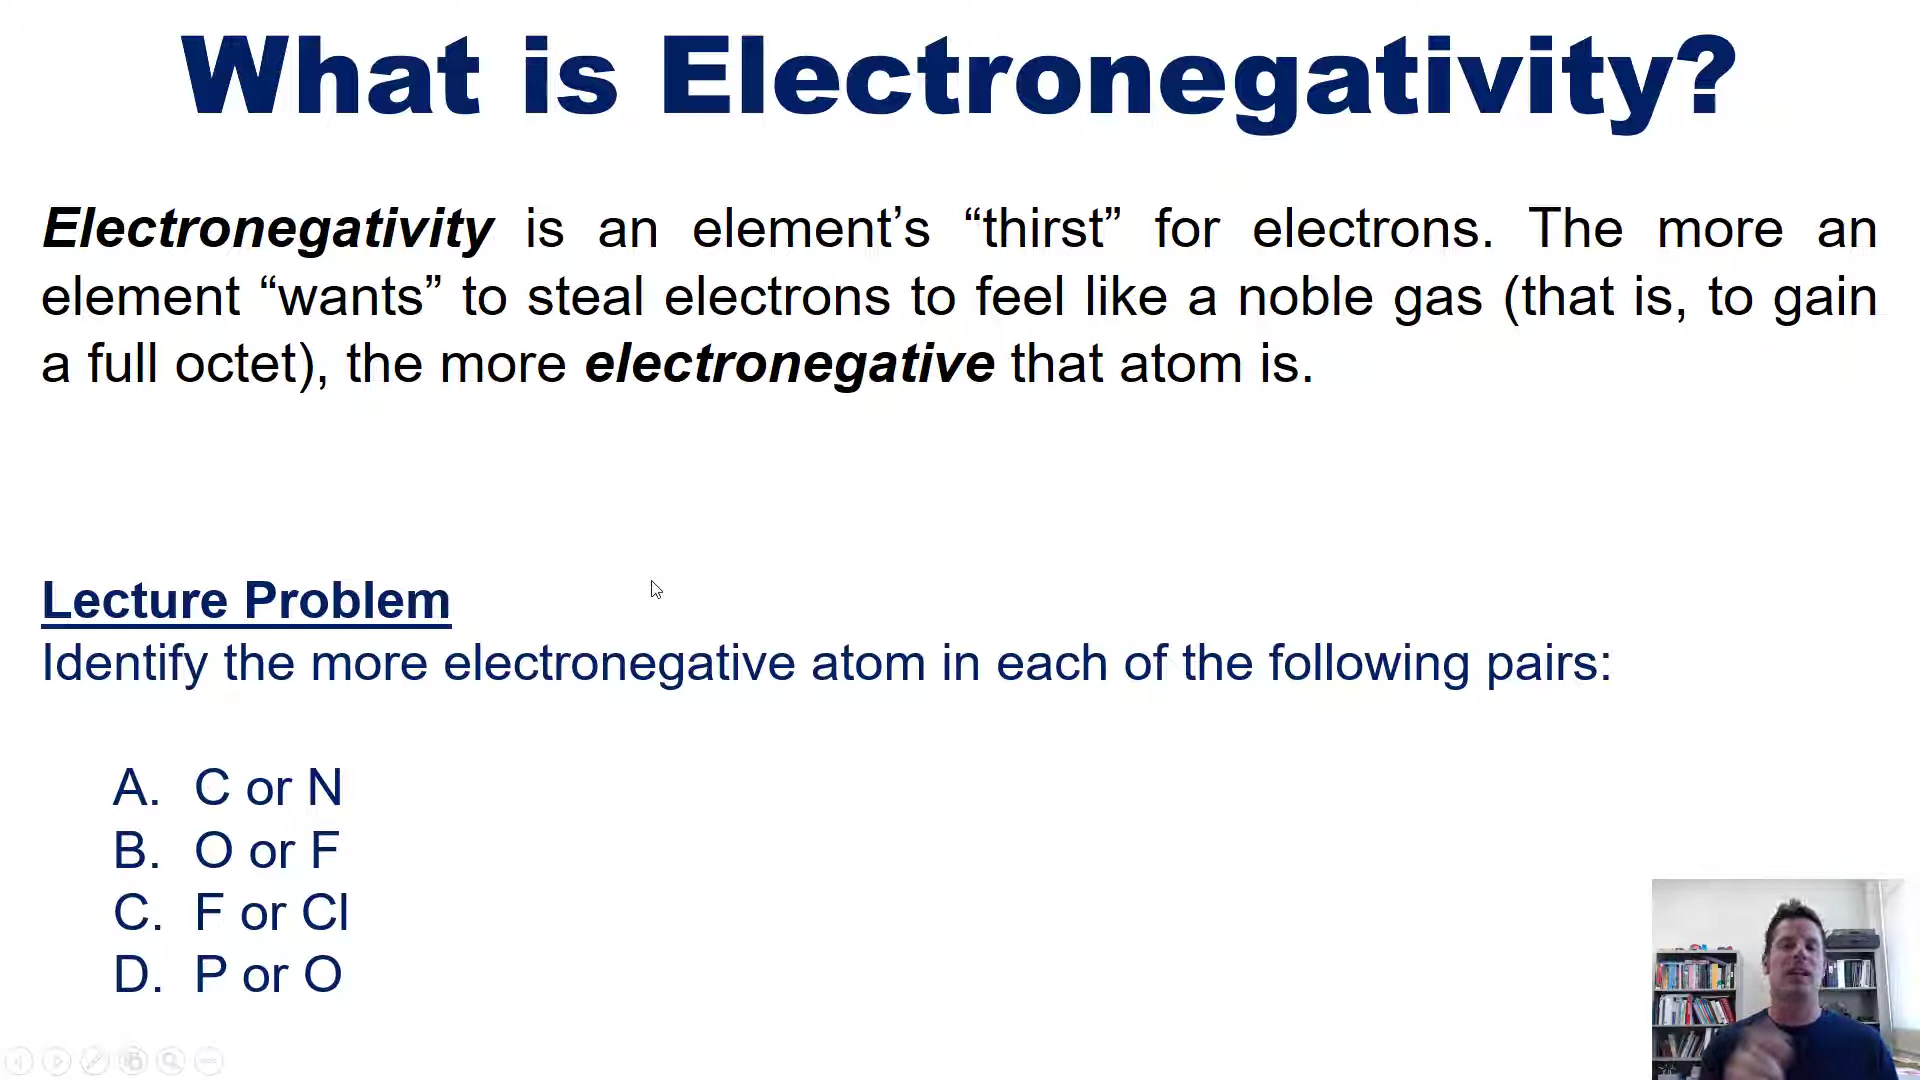 What is Electronegativity?
Electronegativity is an element’s “thirst” for electrons. The more an
element “wants” to steal electrons to feel like a noble gas (that is, to gain
a full octet), the more electronegative that atom is.
Lecture Problem
Identify the more electronegative atom in each of the following pairs:
A. C or N
B. O or F
C. F or Cl
D. P or O